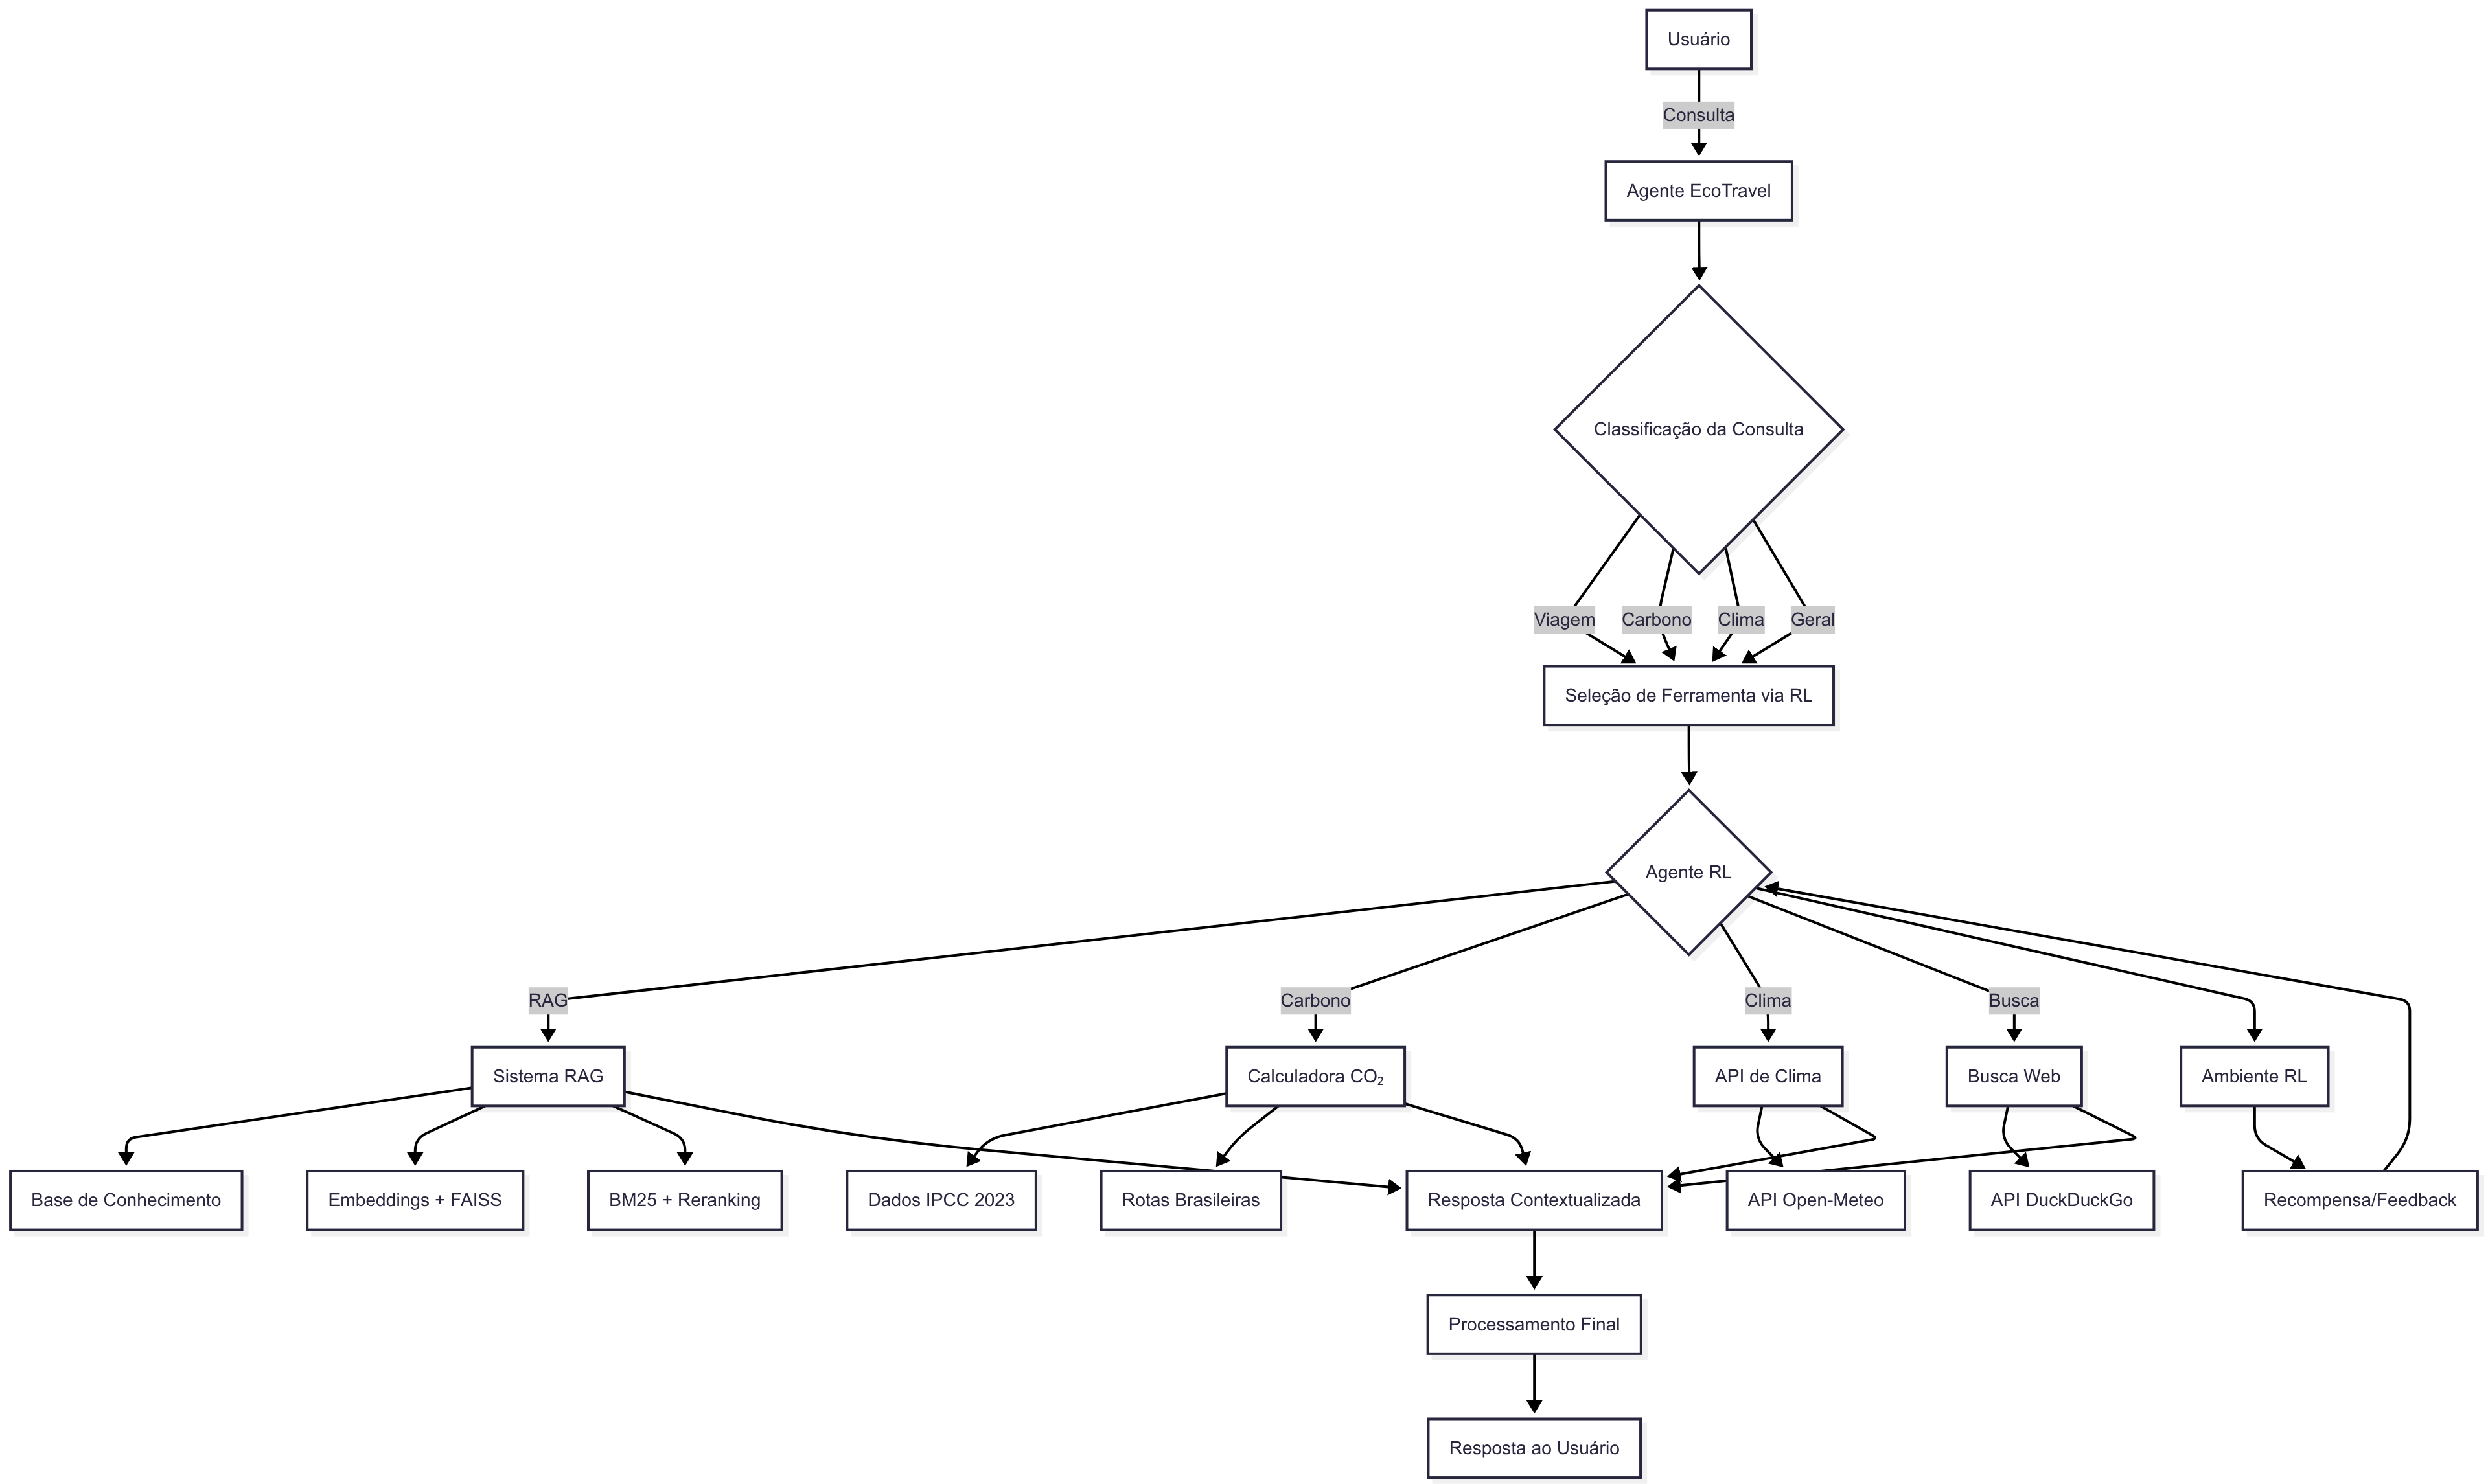 Usuário
Consulta
Agente EcoTravel
Classificação da Consulta
Viagem
Carbono
Clima
Geral
Seleção de Ferramenta via RL
Agente RL
RAG
Carbono
Clima
Busca
Sistema RAG
Calculadora CO₂
API de Clima
Busca Web
Ambiente RL
Base de Conhecimento
Embeddings + FAISS
BM25 + Reranking
Dados IPCC 2023
Rotas Brasileiras
Resposta Contextualizada
API Open-Meteo
API DuckDuckGo
Recompensa/Feedback
Processamento Final
Resposta ao Usuário